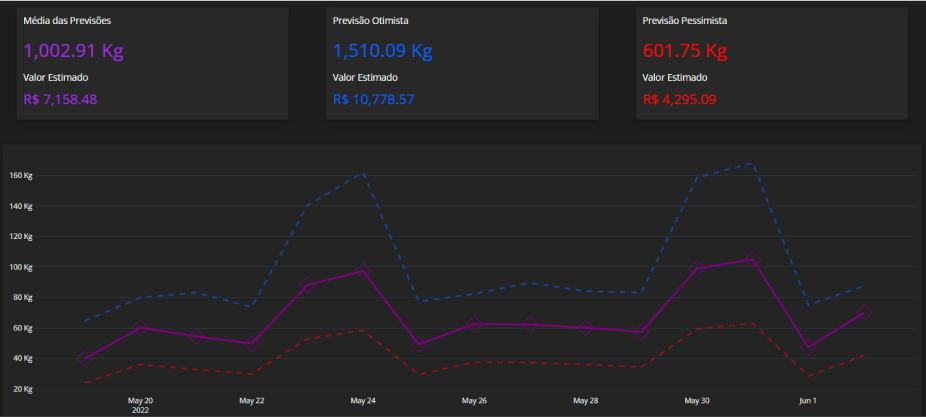 Média das Previsões
1,002.91 Kg
Valor Estimado
R$ 7,158.48
Previsão Otimista
1,510.09 Kg
Valor Estimado
R$ 10,778.57
Previsão Pessimista
601.75 Kg
Valor Estimado
R$ 4,295.09
160 Kg
140 Kg
120 Kg
100 Kg
80 Kg
60 Kg
40 Kg
20 Kg
May 20
2022
May 22
May 24
May 26
May 28
May 30
Jun 1